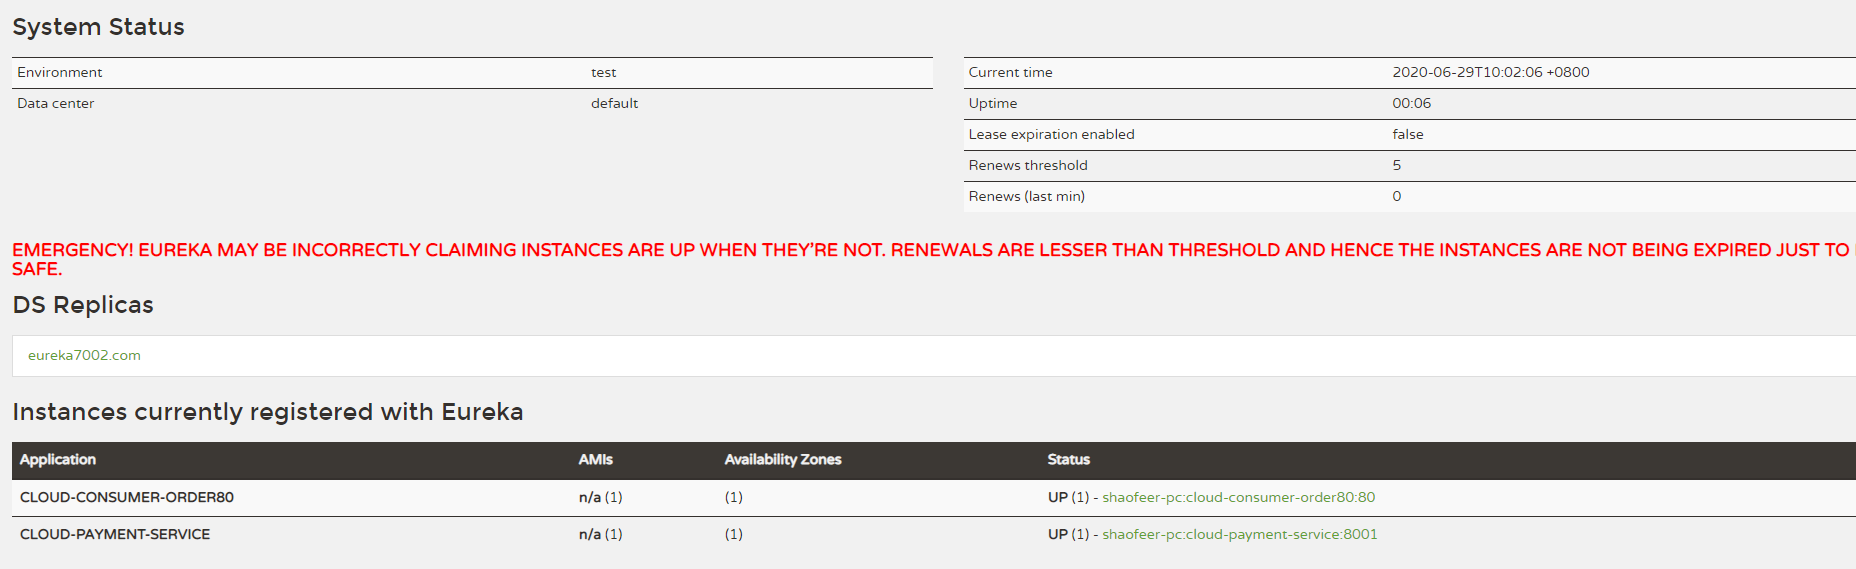 System Status
Environment test
Data center default
Current time 2020-06-29T10:02:06 +0800
Uptime 00:06
Lease expiration enabled false
Renews threshold 5
Renews (last min) 0
EMERGENCY! EUREKA MAY BE INCORRECTLY CLAIMING INSTANCES ARE UP WHEN THEY'RE NOT. RENEWALS ARE LESSER THAN THRESHOLD AND HENCE THE INSTANCES ARE NOT BEING EXPIRED JUST TO
SAFE.
DS Replicas
eureka7002.com
Instances currently registered with Eureka
Application AMIs Availability Zones Status
CLOUD-CONSUMER-ORDER80 n/a (1) (1) UP (1) - shaofeer-pc:cloud-consumer-order80:80
CLOUD-PAYMENT-SERVICE n/a (1) (1) UP (1) - shaofeer-pc:cloud-payment-service:8001